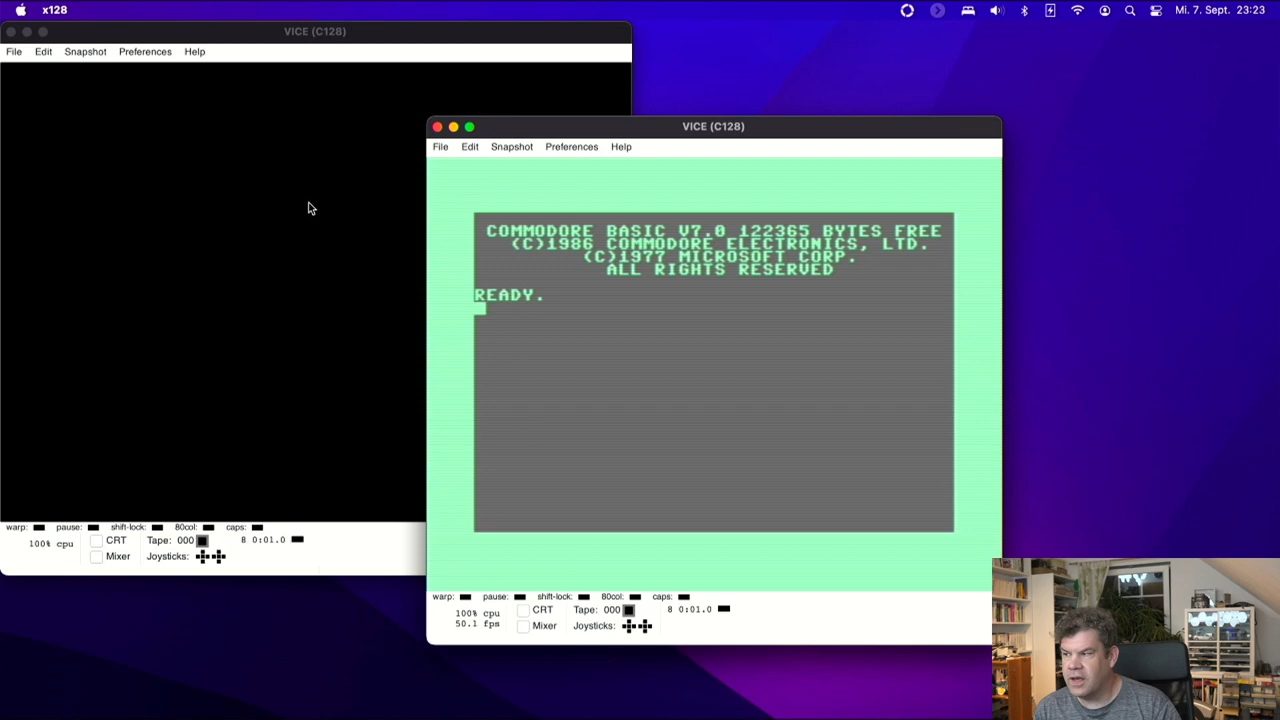 x128
Mi. 7. Sept. 23:23
VICE (C128)
File Edit Snapshot Preferences Help
warp: pause: shift-lock: 80col: caps:
100% cpu
CRT
Mixer
Tape: 000
Joysticks:
8 0:01.0
VICE (C128)
File Edit Snapshot Preferences Help
COMMODORE BASIC V7.0 122365 BYTES FREE
(C)1986 COMMODORE ELECTRONICS, LTD.
(C)1977 MICROSOFT CORP.
ALL RIGHTS RESERVED
READY.
warp: pause: shift-lock: 80col: caps:
100% cpu
50.1 fps
CRT
Mixer
Tape: 000
Joysticks:
8 0:01.0